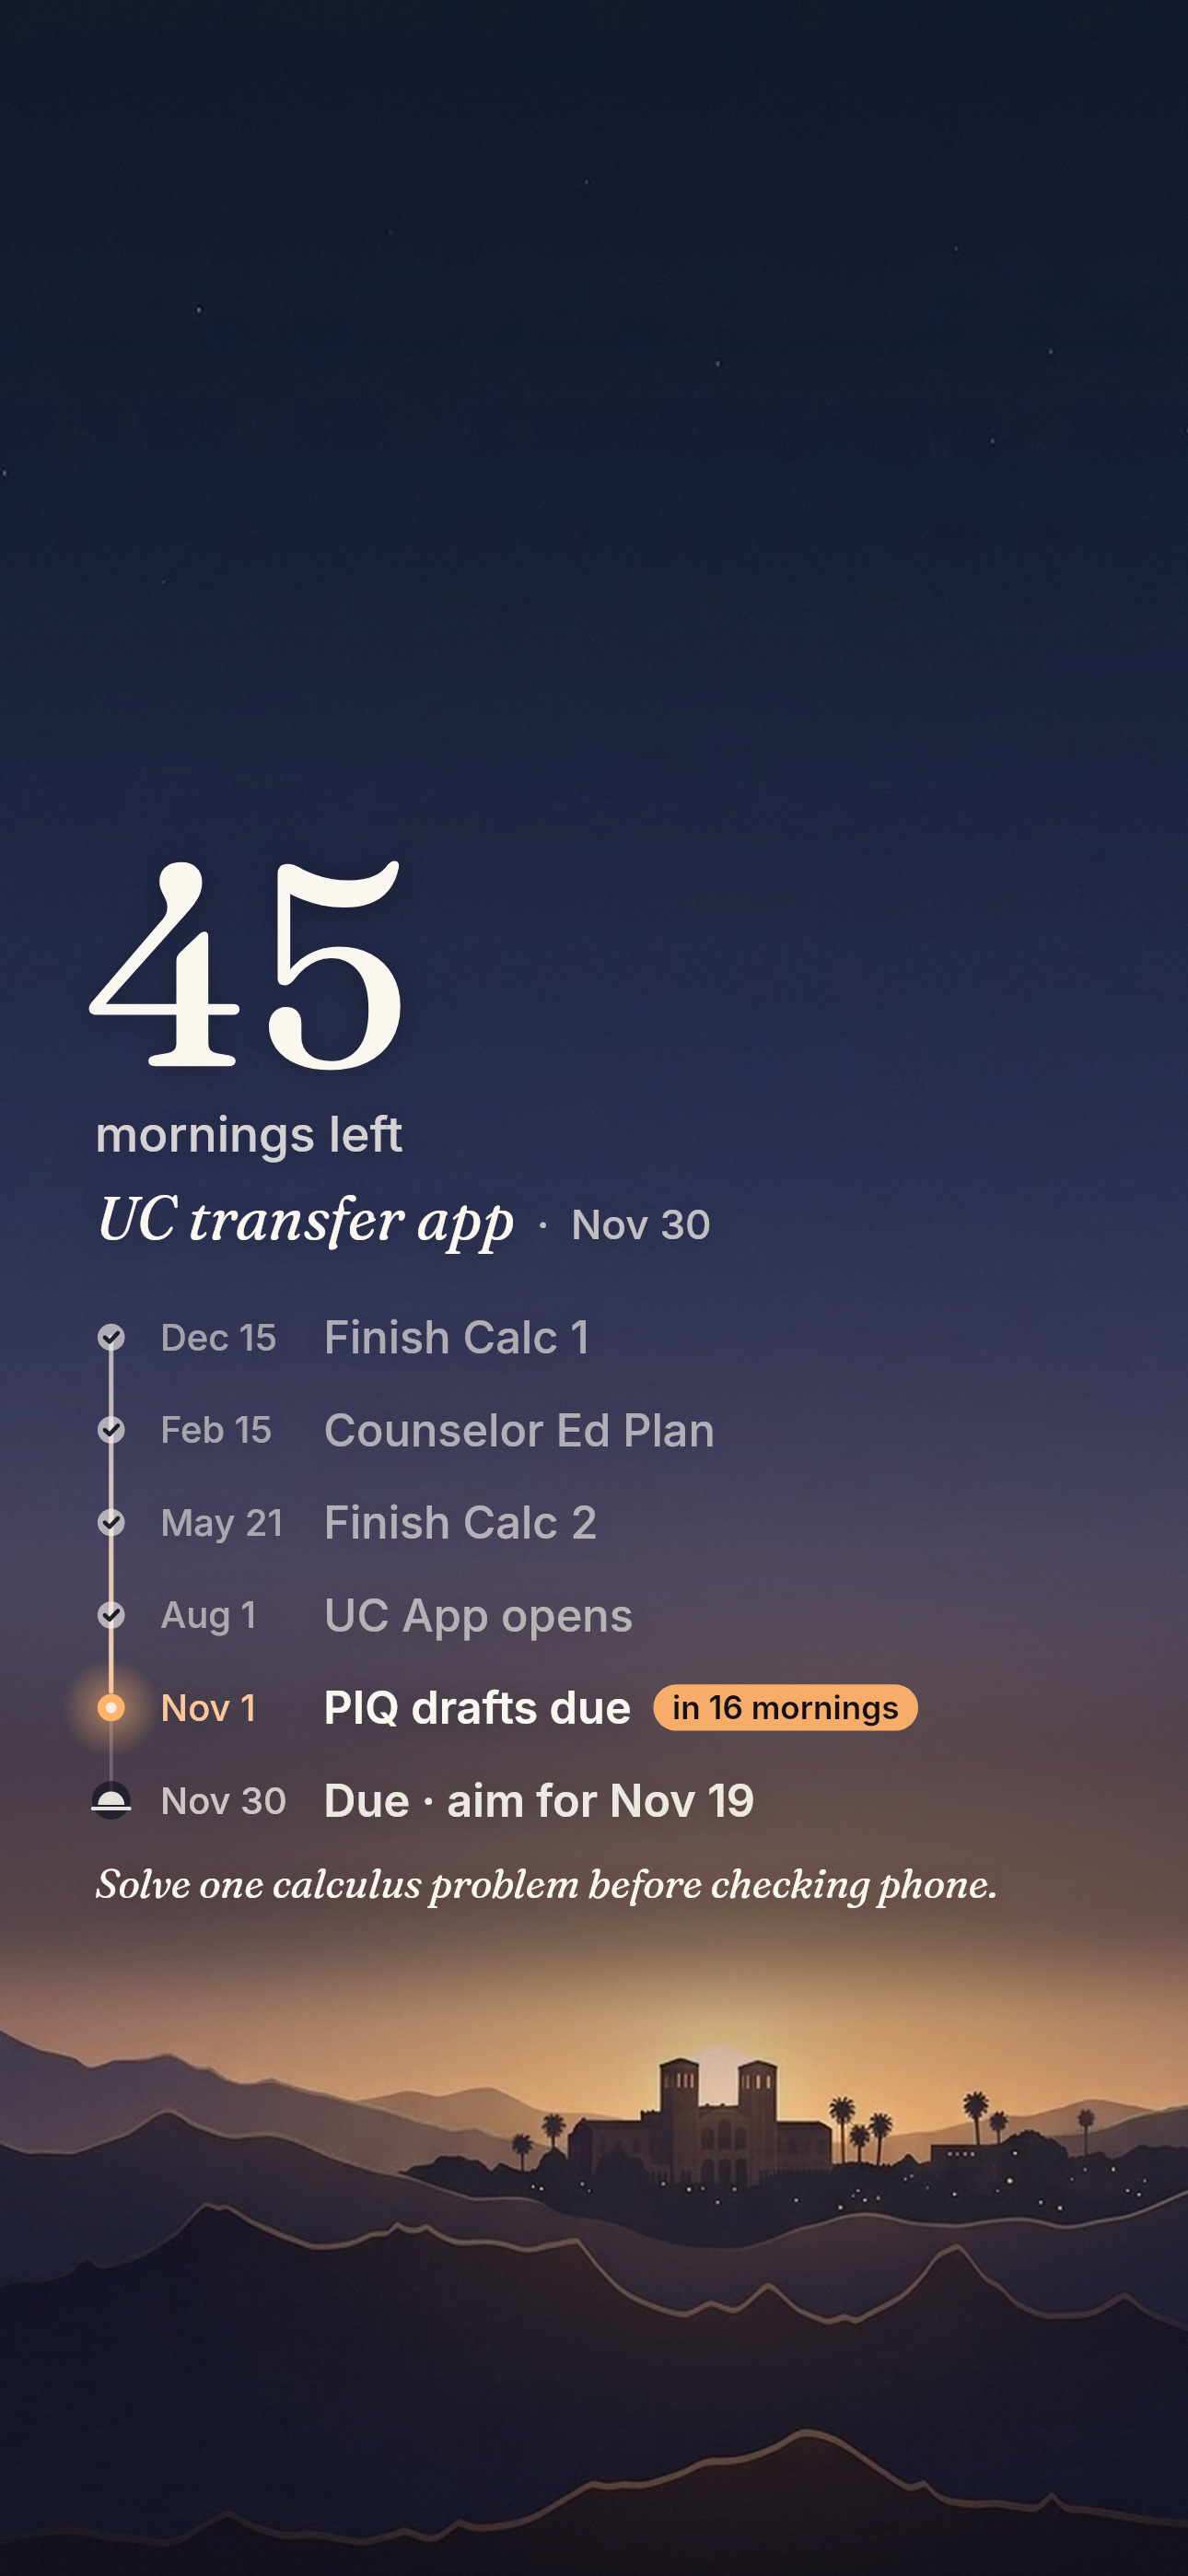 45
mornings left
UC transfer app · Nov 30
Dec 15 Finish Calc 1
Feb 15 Counselor Ed Plan
May 21 Finish Calc 2
Aug 1 UC App opens
Nov 1 PIQ drafts due in 16 mornings
Nov 30 Due · aim for Nov 19
Solve one calculus problem before checking phone.